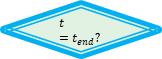 t
= t_end?